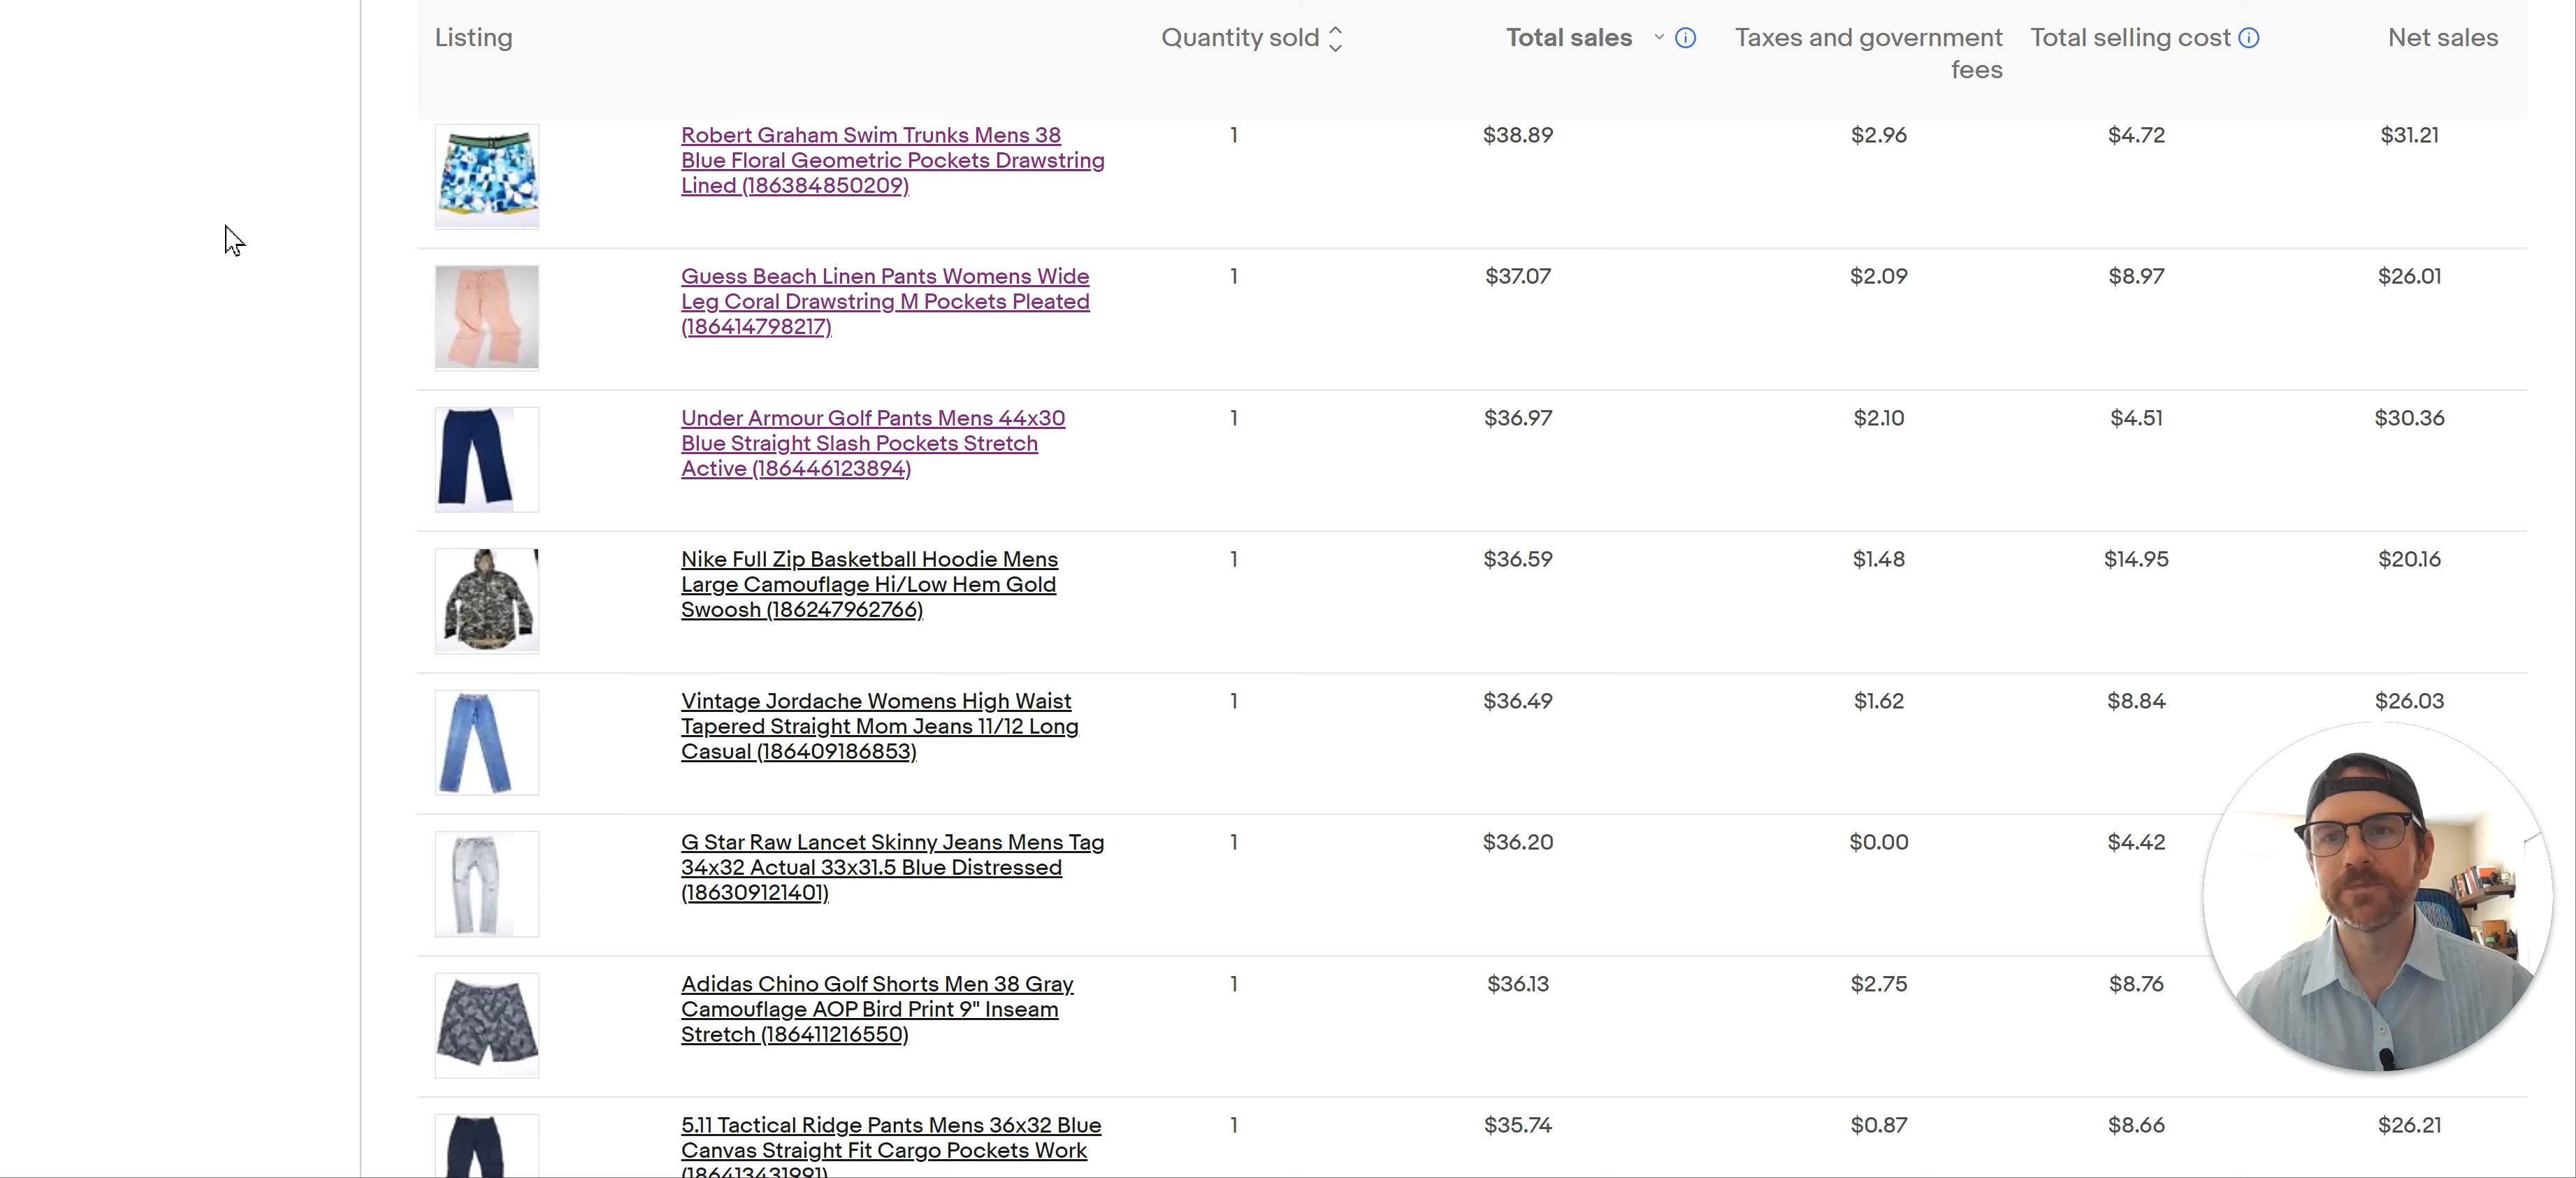 Listing
Quantity sold
Total sales
Taxes and government
fees
Total selling cost
Net sales
Robert Graham Swim Trunks Mens 38
Blue Floral Geometric Pockets Drawstring
Lined (186384850209)
1
$38.89
$2.96
$4.72
$31.21
Guess Beach Linen Pants Womens Wide
Leg Coral Drawstring M Pockets Pleated
(186414798217)
1
$37.07
$2.09
$8.97
$26.01
Under Armour Golf Pants Mens 44x30
Blue Straight Slash Pockets Stretch
Active (186446123894)
1
$36.97
$2.10
$4.51
$30.36
Nike Full Zip Basketball Hoodie Mens
Large Camouflage Hi/Low Hem Gold
Swoosh (186247962766)
1
$36.59
$1.48
$14.95
$20.16
Vintage Jordache Womens High Waist
Tapered Straight Mom Jeans 11/12 Long
Casual (186409186853)
1
$36.49
$1.62
$8.84
$26.03
G Star Raw Lancet Skinny Jeans Mens Tag
34x32 Actual 33x31.5 Blue Distressed
(186309121401)
1
$36.20
$0.00
$4.42
Adidas Chino Golf Shorts Men 38 Gray
Camouflage AOP Bird Print 9" Inseam
Stretch (186411216550)
1
$36.13
$2.75
$8.76
5.11 Tactical Ridge Pants Mens 36x32 Blue
Canvas Straight Fit Cargo Pockets Work
(186413431991)
1
$35.74
$0.87
$8.66
$26.21